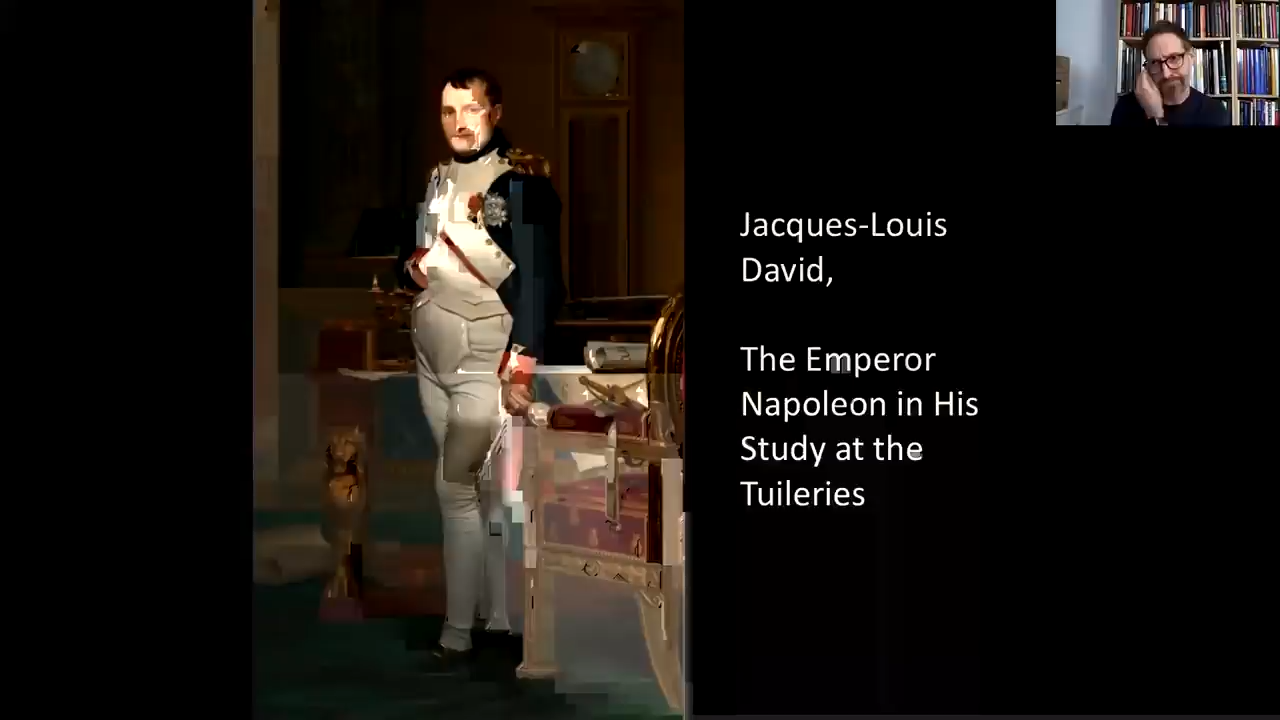 Jacques-Louis
David,
The Emperor
Napoleon in His
Study at the
Tuileries